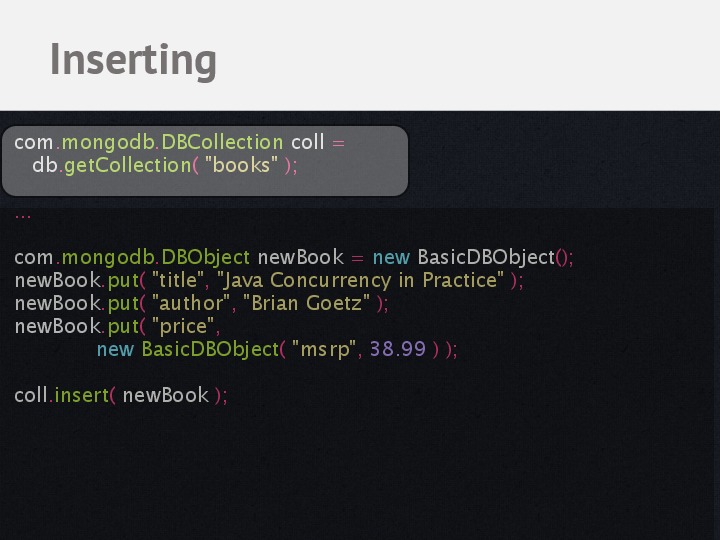 Inserting
com.mongodb.DBCollection coll =
db.getCollection( "books" );
...
com.mongodb.DBObject newBook = new BasicDBObject();
newBook.put( "title", "Java Concurrency in Practice" );
newBook.put( "author", "Brian Goetz" );
newBook.put( "price",
new BasicDBObject( "msrp", 38.99 ) );
coll.insert( newBook );